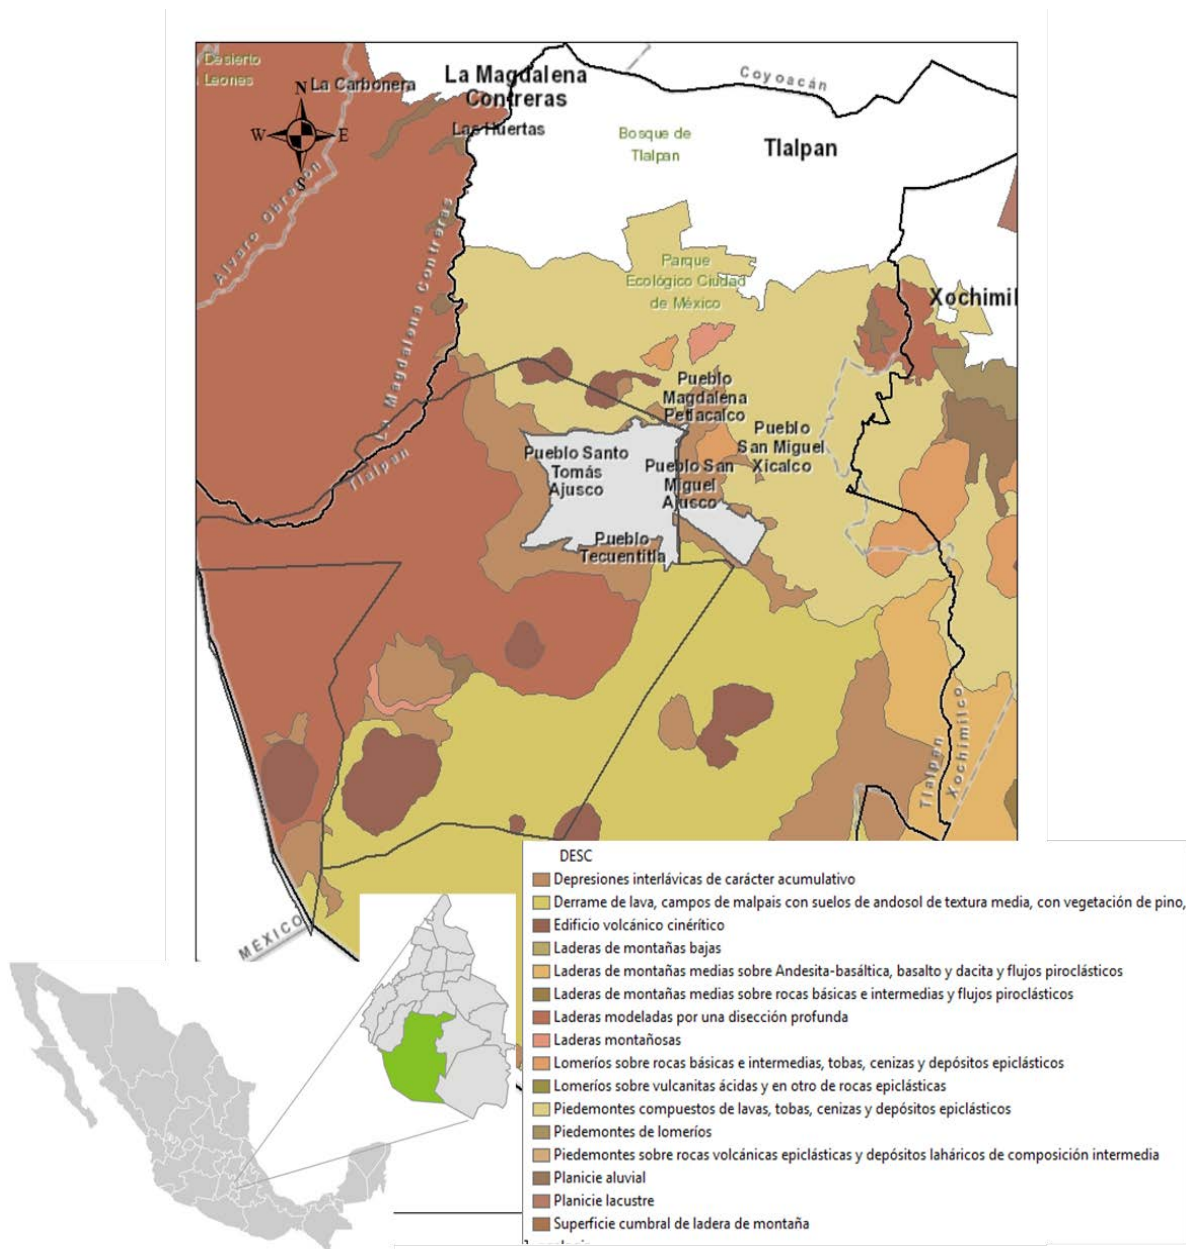 Desierto
Leones
La Carbonera
N
W
E
S
La Magdalena
Contreras
Las Huertas
Coyoacán
Bosque de
Tlalpan
Tlalpan
Alvaro Obregón
La Magdalena Contreras
Parque
Ecológico Ciudad
de México
Xochimil
Pueblo
Magdalena
Petlacalco
Pueblo
San Miguel
Xicalco
Pueblo Santo
Tomás
Ajusco
Pueblo San
Miguel
Ajusco
Tlalpan
Pueblo
Tecuentitla
Tlalpan
Xochimilco
MÉXICO
DESC
Depresiones interlávicas de carácter acumulativo
Derrame de lava, campos de malpais con suelos de andosol de textura media, con vegetación de pino,
Edificio volcánico cinérítico
Laderas de montañas bajas
Laderas de montañas medias sobre Andesita-basáltica, basalto y dacita y flujos piroclásticos
Laderas de montañas medias sobre rocas básicas e intermedias y flujos piroclásticos
Laderas modeladas por una disección profunda
Laderas montañosas
Lomeríos sobre rocas básicas e intermedias, tobas, cenizas y depósitos epiclásticos
Lomeríos sobre vulcanitas ácidas y en otro de rocas epiclásticas
Piedemontes compuestos de lavas, tobas, cenizas y depósitos epiclásticos
Piedemontes de lomeríos
Piedemontes sobre rocas volcánicas epiclásticas y depósitos laháricos de composición intermedia
Planicie aluvial
Planicie lacustre
Superficie cumbral de ladera de montaña